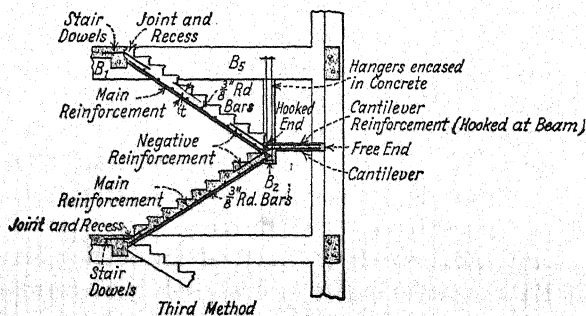 Stair
Dowels
Joint and
Recess
B1
B5
Main
Reinforcement
t
3/8" Rd
Bars
Hooked
End
Hangers encased
in Concrete
Cantilever
Reinforcement (Hooked at Beam)
Free End
Cantilever
Negative
Reinforcement
Main
Reinforcement
B2
3/8" Rd. Bars
Joint and Recess
Stair
Dowels
Third Method